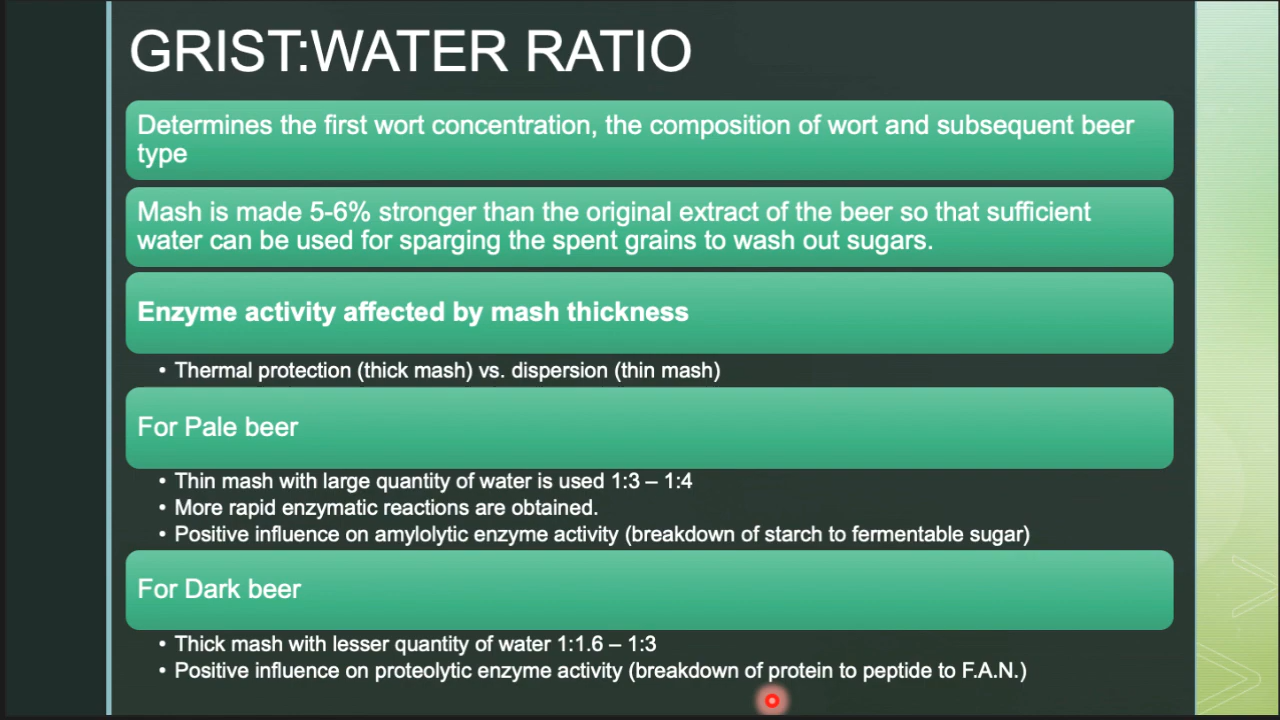 GRIST:WATER RATIO
Determines the first wort concentration, the composition of wort and subsequent beer
type
Mash is made 5-6% stronger than the original extract of the beer so that sufficient
water can be used for sparging the spent grains to wash out sugars.
Enzyme activity affected by mash thickness
• Thermal protection (thick mash) vs. dispersion (thin mash)
For Pale beer
• Thin mash with large quantity of water is used 1:3 – 1:4
• More rapid enzymatic reactions are obtained.
• Positive influence on amylolytic enzyme activity (breakdown of starch to fermentable sugar)
For Dark beer
• Thick mash with lesser quantity of water 1:1.6 – 1:3
• Positive influence on proteolytic enzyme activity (breakdown of protein to peptide to F.A.N.)